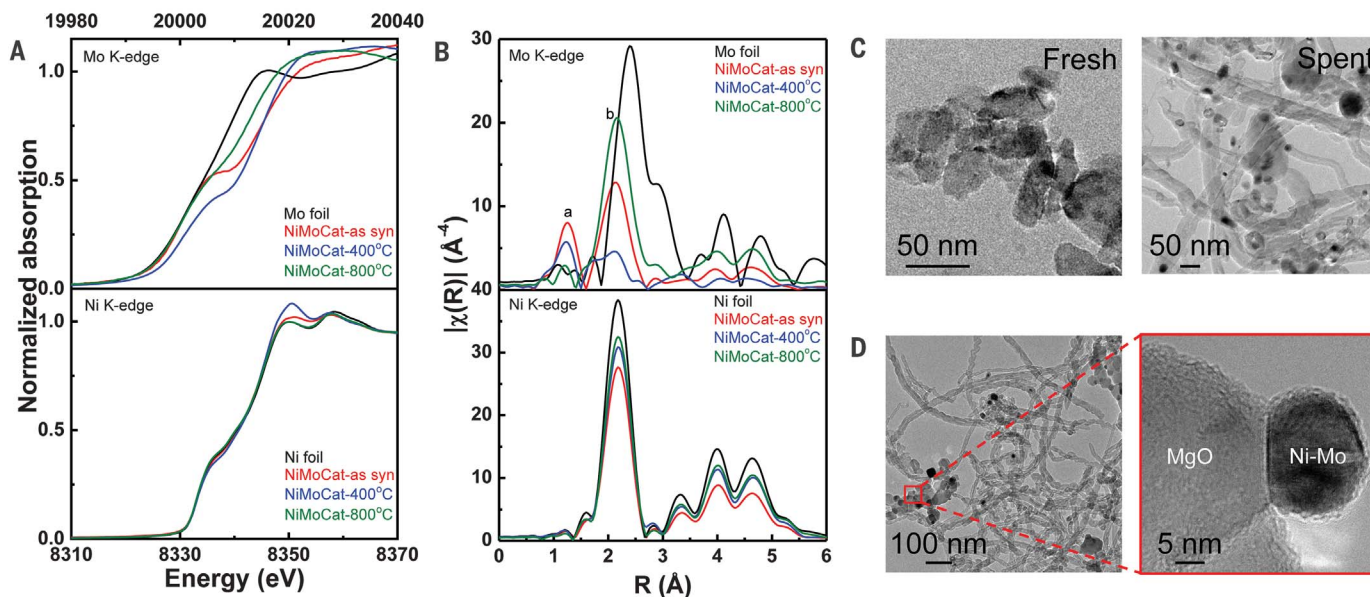 A
19980 20000 20020 20040
Mo K-edge
Mo foil
NiMoCat-as syn
NiMoCat-400°C
NiMoCat-800°C
1.0
0.5
0.0
Ni K-edge
Ni foil
NiMoCat-as syn
NiMoCat-400°C
NiMoCat-800°C
1.0
0.5
0.0
8310 8330 8350 8370
Energy (eV)
Normalized absorption
B
Mo K-edge
Mo foil
NiMoCat-as syn
NiMoCat-400°C
NiMoCat-800°C
a
b
30
20
10
40
Ni K-edge
Ni foil
NiMoCat-as syn
NiMoCat-400°C
NiMoCat-800°C
30
20
10
0
0 1 2 3 4 5 6
R (Å)
|χ(R)| (Å-4)
C
Fresh
50 nm
Spent
50 nm
D
100 nm
MgO
Ni-Mo
5 nm